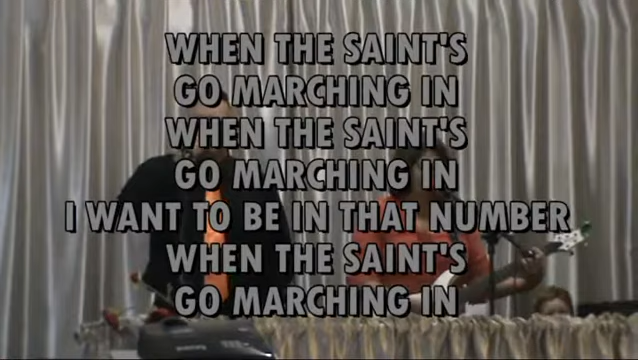 WHEN THE SAINT'S
GO MARCHING IN
WHEN THE SAINT'S
GO MARCHING IN
I WANT TO BE IN THAT NUMBER
WHEN THE SAINT'S
GO MARCHING IN